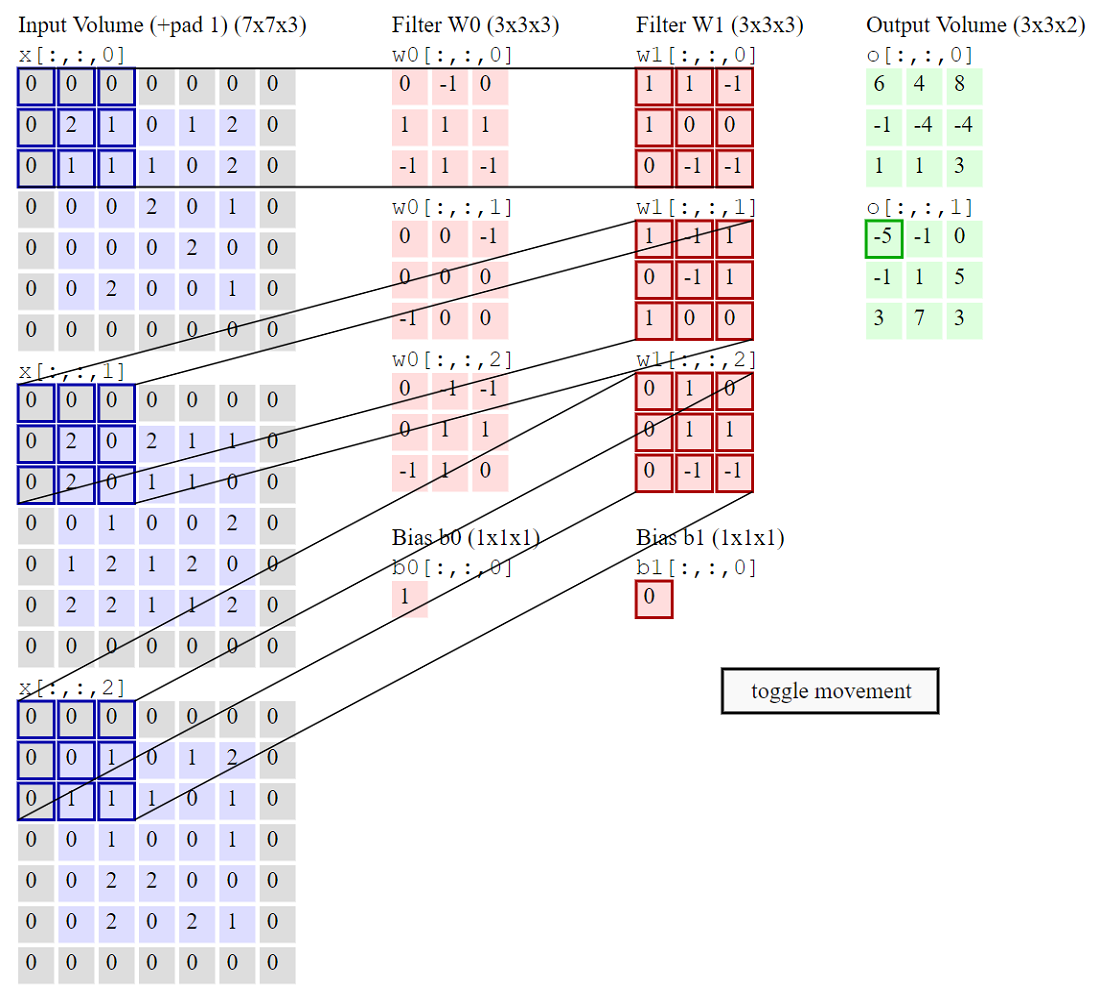 Input Volume (+pad 1) (7x7x3)
x[:,:,0]
0 0 0 0 0 0 0
0 2 1 0 1 2 0
0 1 1 1 0 2 0
0 0 0 2 0 1 0
0 0 0 0 2 0 0
0 0 2 0 0 1 0
0 0 0 0 0 0 0
x[:,:,1]
0 0 0 0 0 0 0
0 2 0 2 1 1 0
0 2 0 1 1 0 0
0 0 1 0 0 2 0
0 1 2 1 2 0 0
0 2 2 1 1 2 0
0 0 0 0 0 0 0
x[:,:,2]
0 0 0 0 0 0 0
0 0 1 0 1 2 0
0 1 1 1 0 1 0
0 0 1 0 0 1 0
0 0 2 2 0 0 0
0 0 2 0 2 1 0
0 0 0 0 0 0 0
Filter W0 (3x3x3)
w0[:,:,0]
0 -1 0
1 1 1
-1 1 -1
w0[:,:,1]
0 0 -1
0 0 0
-1 0 0
w0[:,:,2]
0 -1 -1
0 1 1
-1 1 0
Bias b0 (1x1x1)
b0[:,:,0]
1
Filter W1 (3x3x3)
w1[:,:,0]
1 1 -1
1 0 0
0 -1 -1
w1[:,:,1]
1 -1 1
0 -1 1
1 0 0
w1[:,:,2]
0 1 0
0 1 1
0 -1 -1
Bias b1 (1x1x1)
b1[:,:,0]
0
Output Volume (3x3x2)
o[:,:,0]
6 4 8
-1 -4 -4
1 1 3
o[:,:,1]
-5 -1 0
-1 1 5
3 7 3
toggle movement